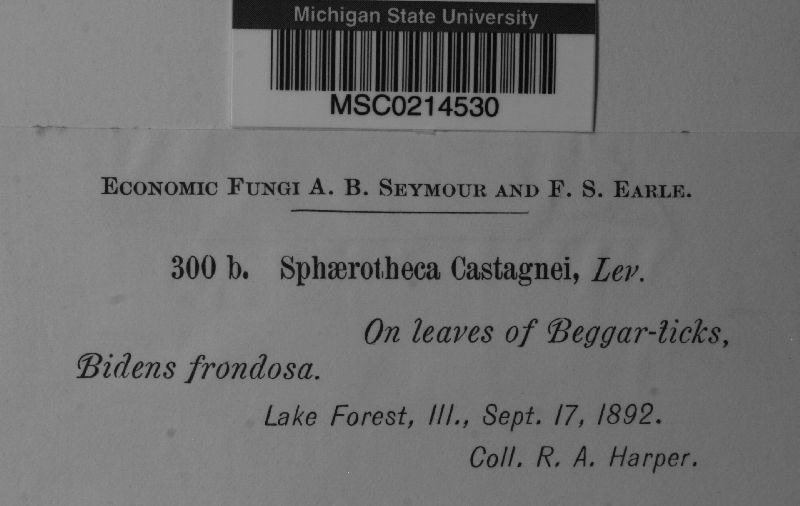 Michigan State University
MSC0214530
Economic Fungi A. B. Seymour and F. S. Earle.
300 b. Sphærotheca Castagnei, Lev.
On leaves of Beggar-ticks,
Bidens frondosa.
Lake Forest, Ill., Sept. 17, 1892.
Coll. R. A. Harper.